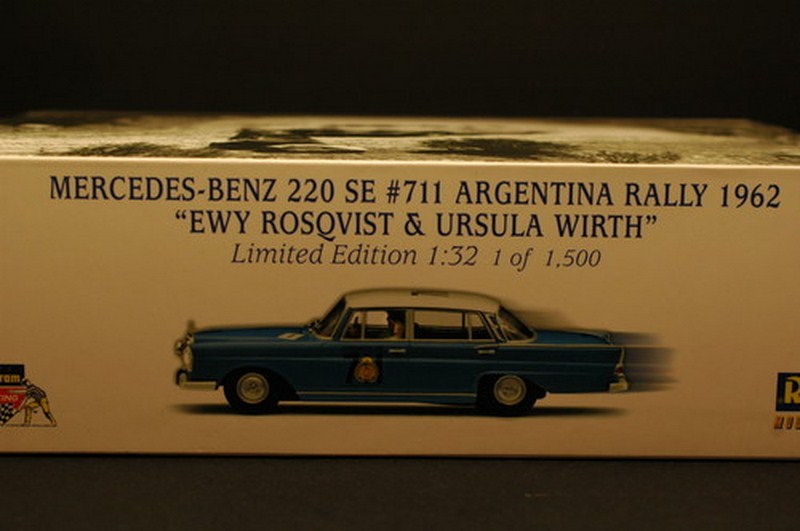 MERCEDES-BENZ 220 SE #711 ARGENTINA RALLY 1962
“EWY ROSQVIST & URSULA WIRTH”
Limited Edition 1:32 1 of 1,500